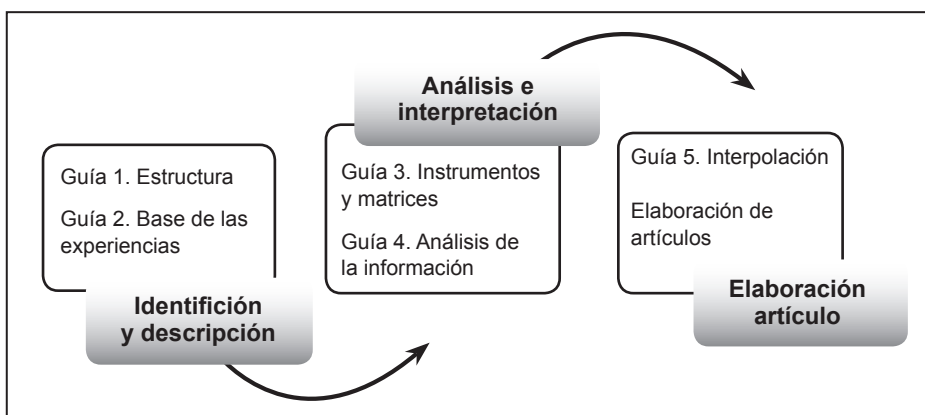 Guía 1. Estructura
Guía 2. Base de las
experiencias
Identifición
y descripción
Análisis e
interpretación
Guía 3. Instrumentos
y matrices
Guía 4. Análisis de
la información
Guía 5. Interpolación
Elaboración de
artículos
Elaboración
artículo